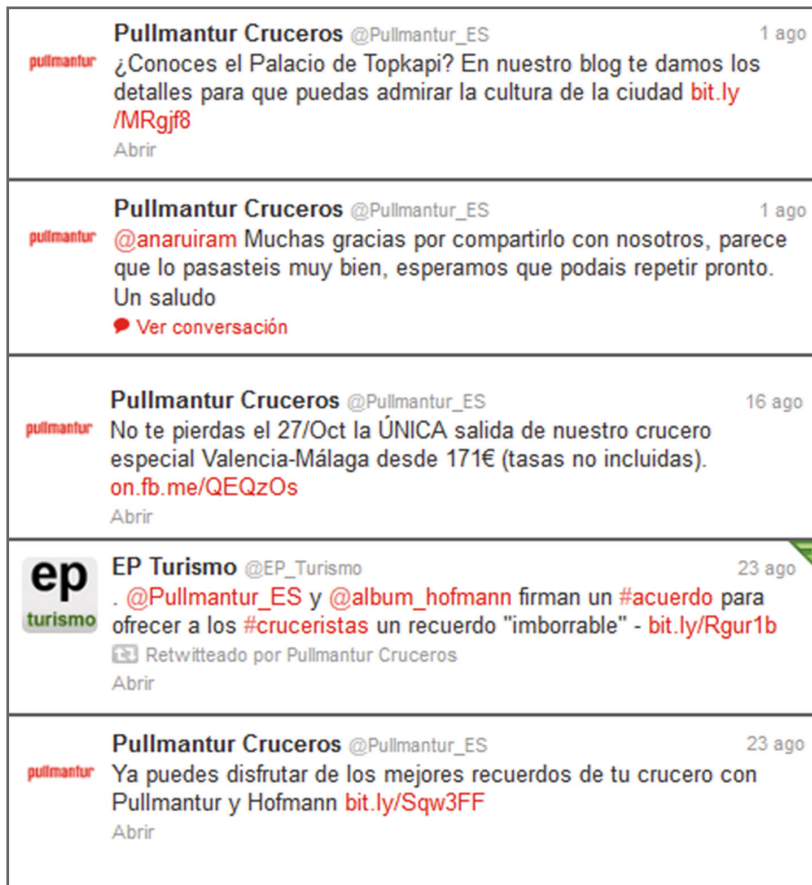 Pullmantur Cruceros @Pullmantur_ES 1 ago
pullmantur ¿Conoces el Palacio de Topkapi? En nuestro blog te damos los
detalles para que puedas admirar la cultura de la ciudad bit.ly
/MRgjf8
Abrir
Pullmantur Cruceros @Pullmantur_ES 1 ago
pullmantur @anaruiram Muchas gracias por compartirlo con nosotros, parece
que lo pasasteis muy bien, esperamos que podais repetir pronto.
Un saludo
Ver conversación
Pullmantur Cruceros @Pullmantur_ES 16 ago
pullmantur No te pierdas el 27/Oct la ÚNICA salida de nuestro crucero
especial Valencia-Málaga desde 171€ (tasas no incluidas).
on.fb.me/QEQzOs
Abrir
ep turismo
EP Turismo @EP_Turismo 23 ago
. @Pullmantur_ES y @album_hofmann firman un #acuerdo para
ofrecer a los #cruceristas un recuerdo "imborrable" - bit.ly/Rgur1b
Retwitteado por Pullmantur Cruceros
Abrir
Pullmantur Cruceros @Pullmantur_ES 23 ago
pullmantur Ya puedes disfrutar de los mejores recuerdos de tu crucero con
Pullmantur y Hofmann bit.ly/Sqw3FF
Abrir